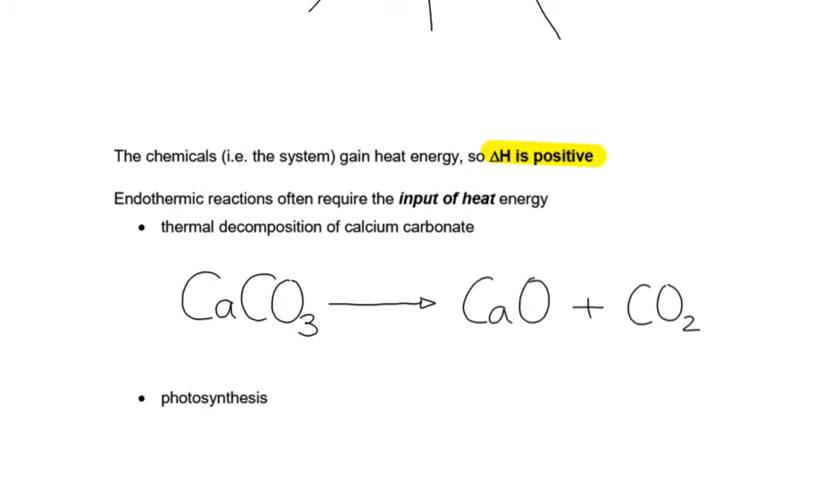 The chemicals (i.e. the system) gain heat energy, so ΔH is positive
Endothermic reactions often require the input of heat energy
• thermal decomposition of calcium carbonate
CaCO₃ → CaO + CO₂
• photosynthesis